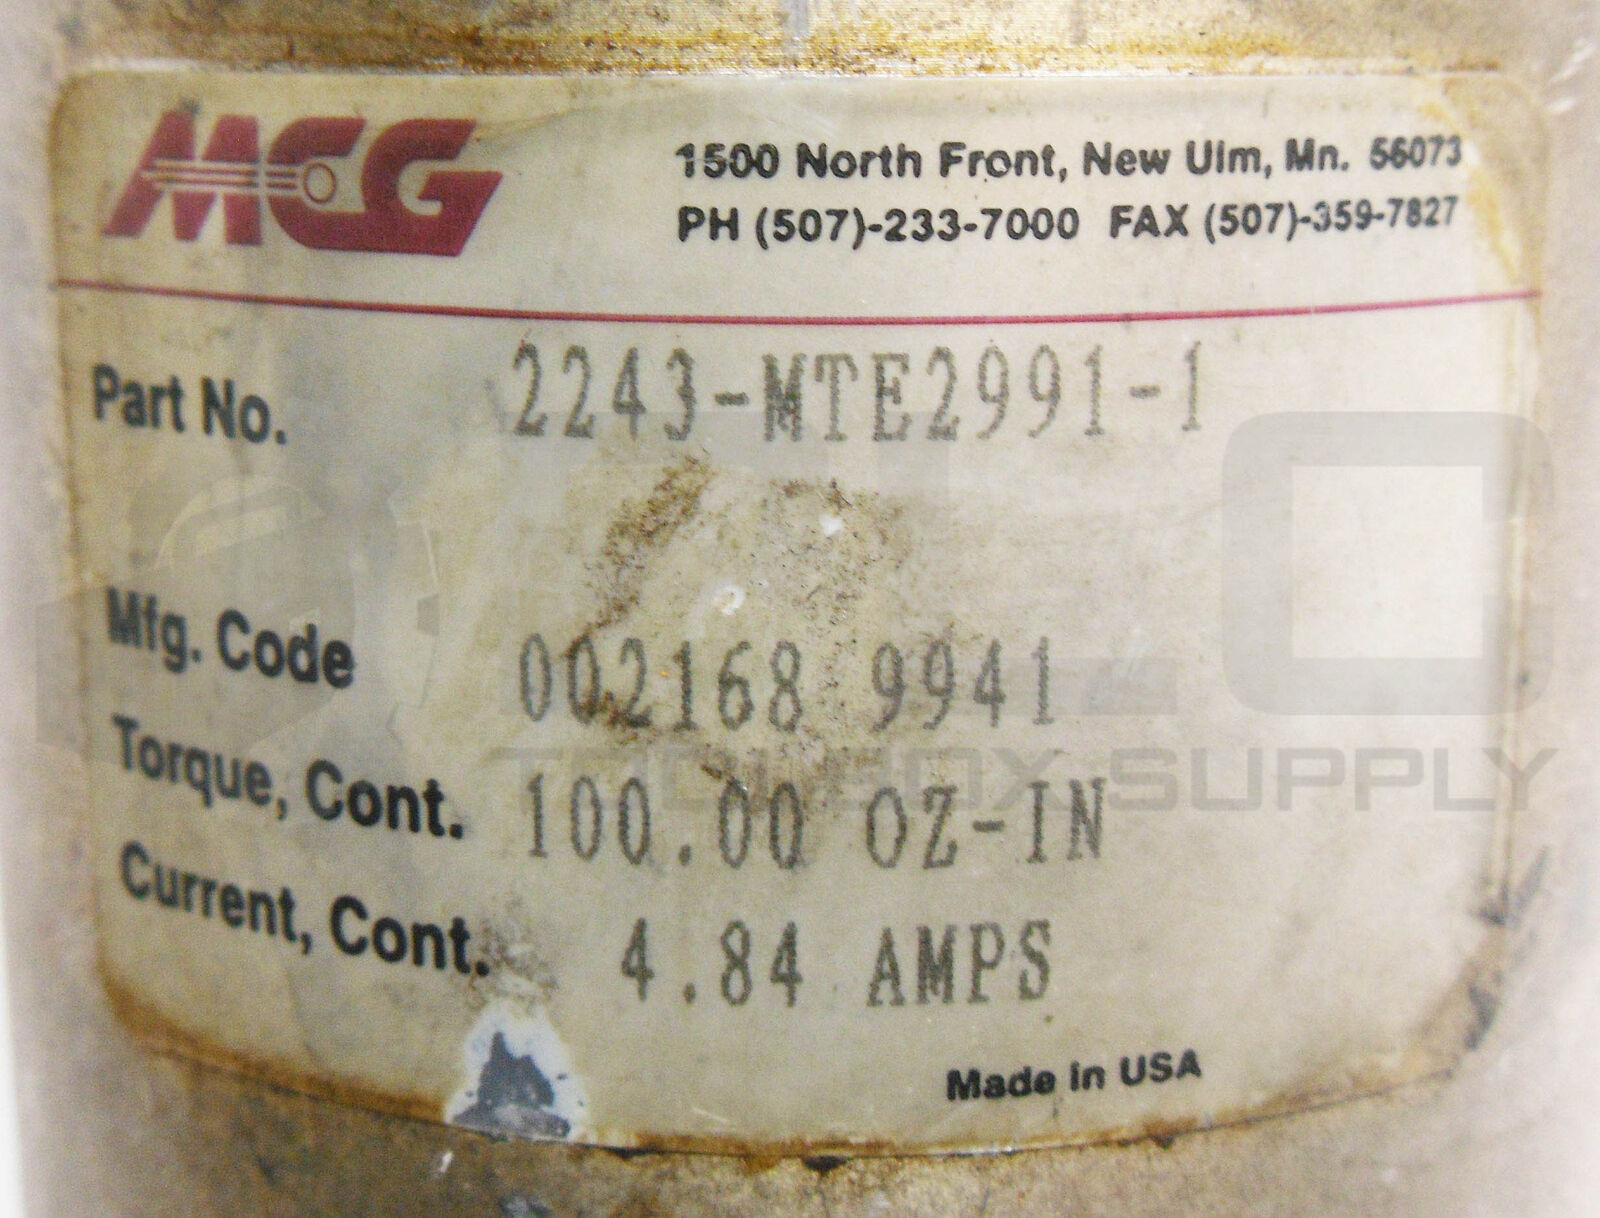 MCG
1500 North Front, New Ulm, Mn. 56073
PH (507)-233-7000 FAX (507)-359-7827
Part No. 2243-MTE2991-1
Mfg. Code 002168 9941
Torque, Cont. 100.00 OZ-IN
Current, Cont. 4.84 AMPS
Made in USA
PLC
TOOLBOX SUPPLY